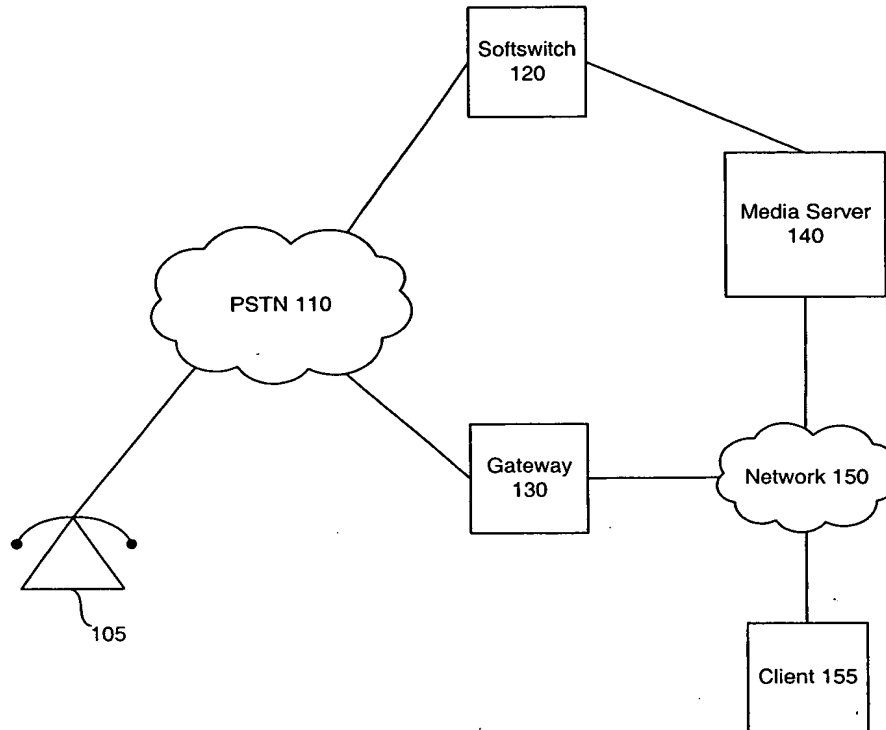 Softswitch
120
Media Server
140
PSTN 110
Gateway
130
Network 150
105
Client 155